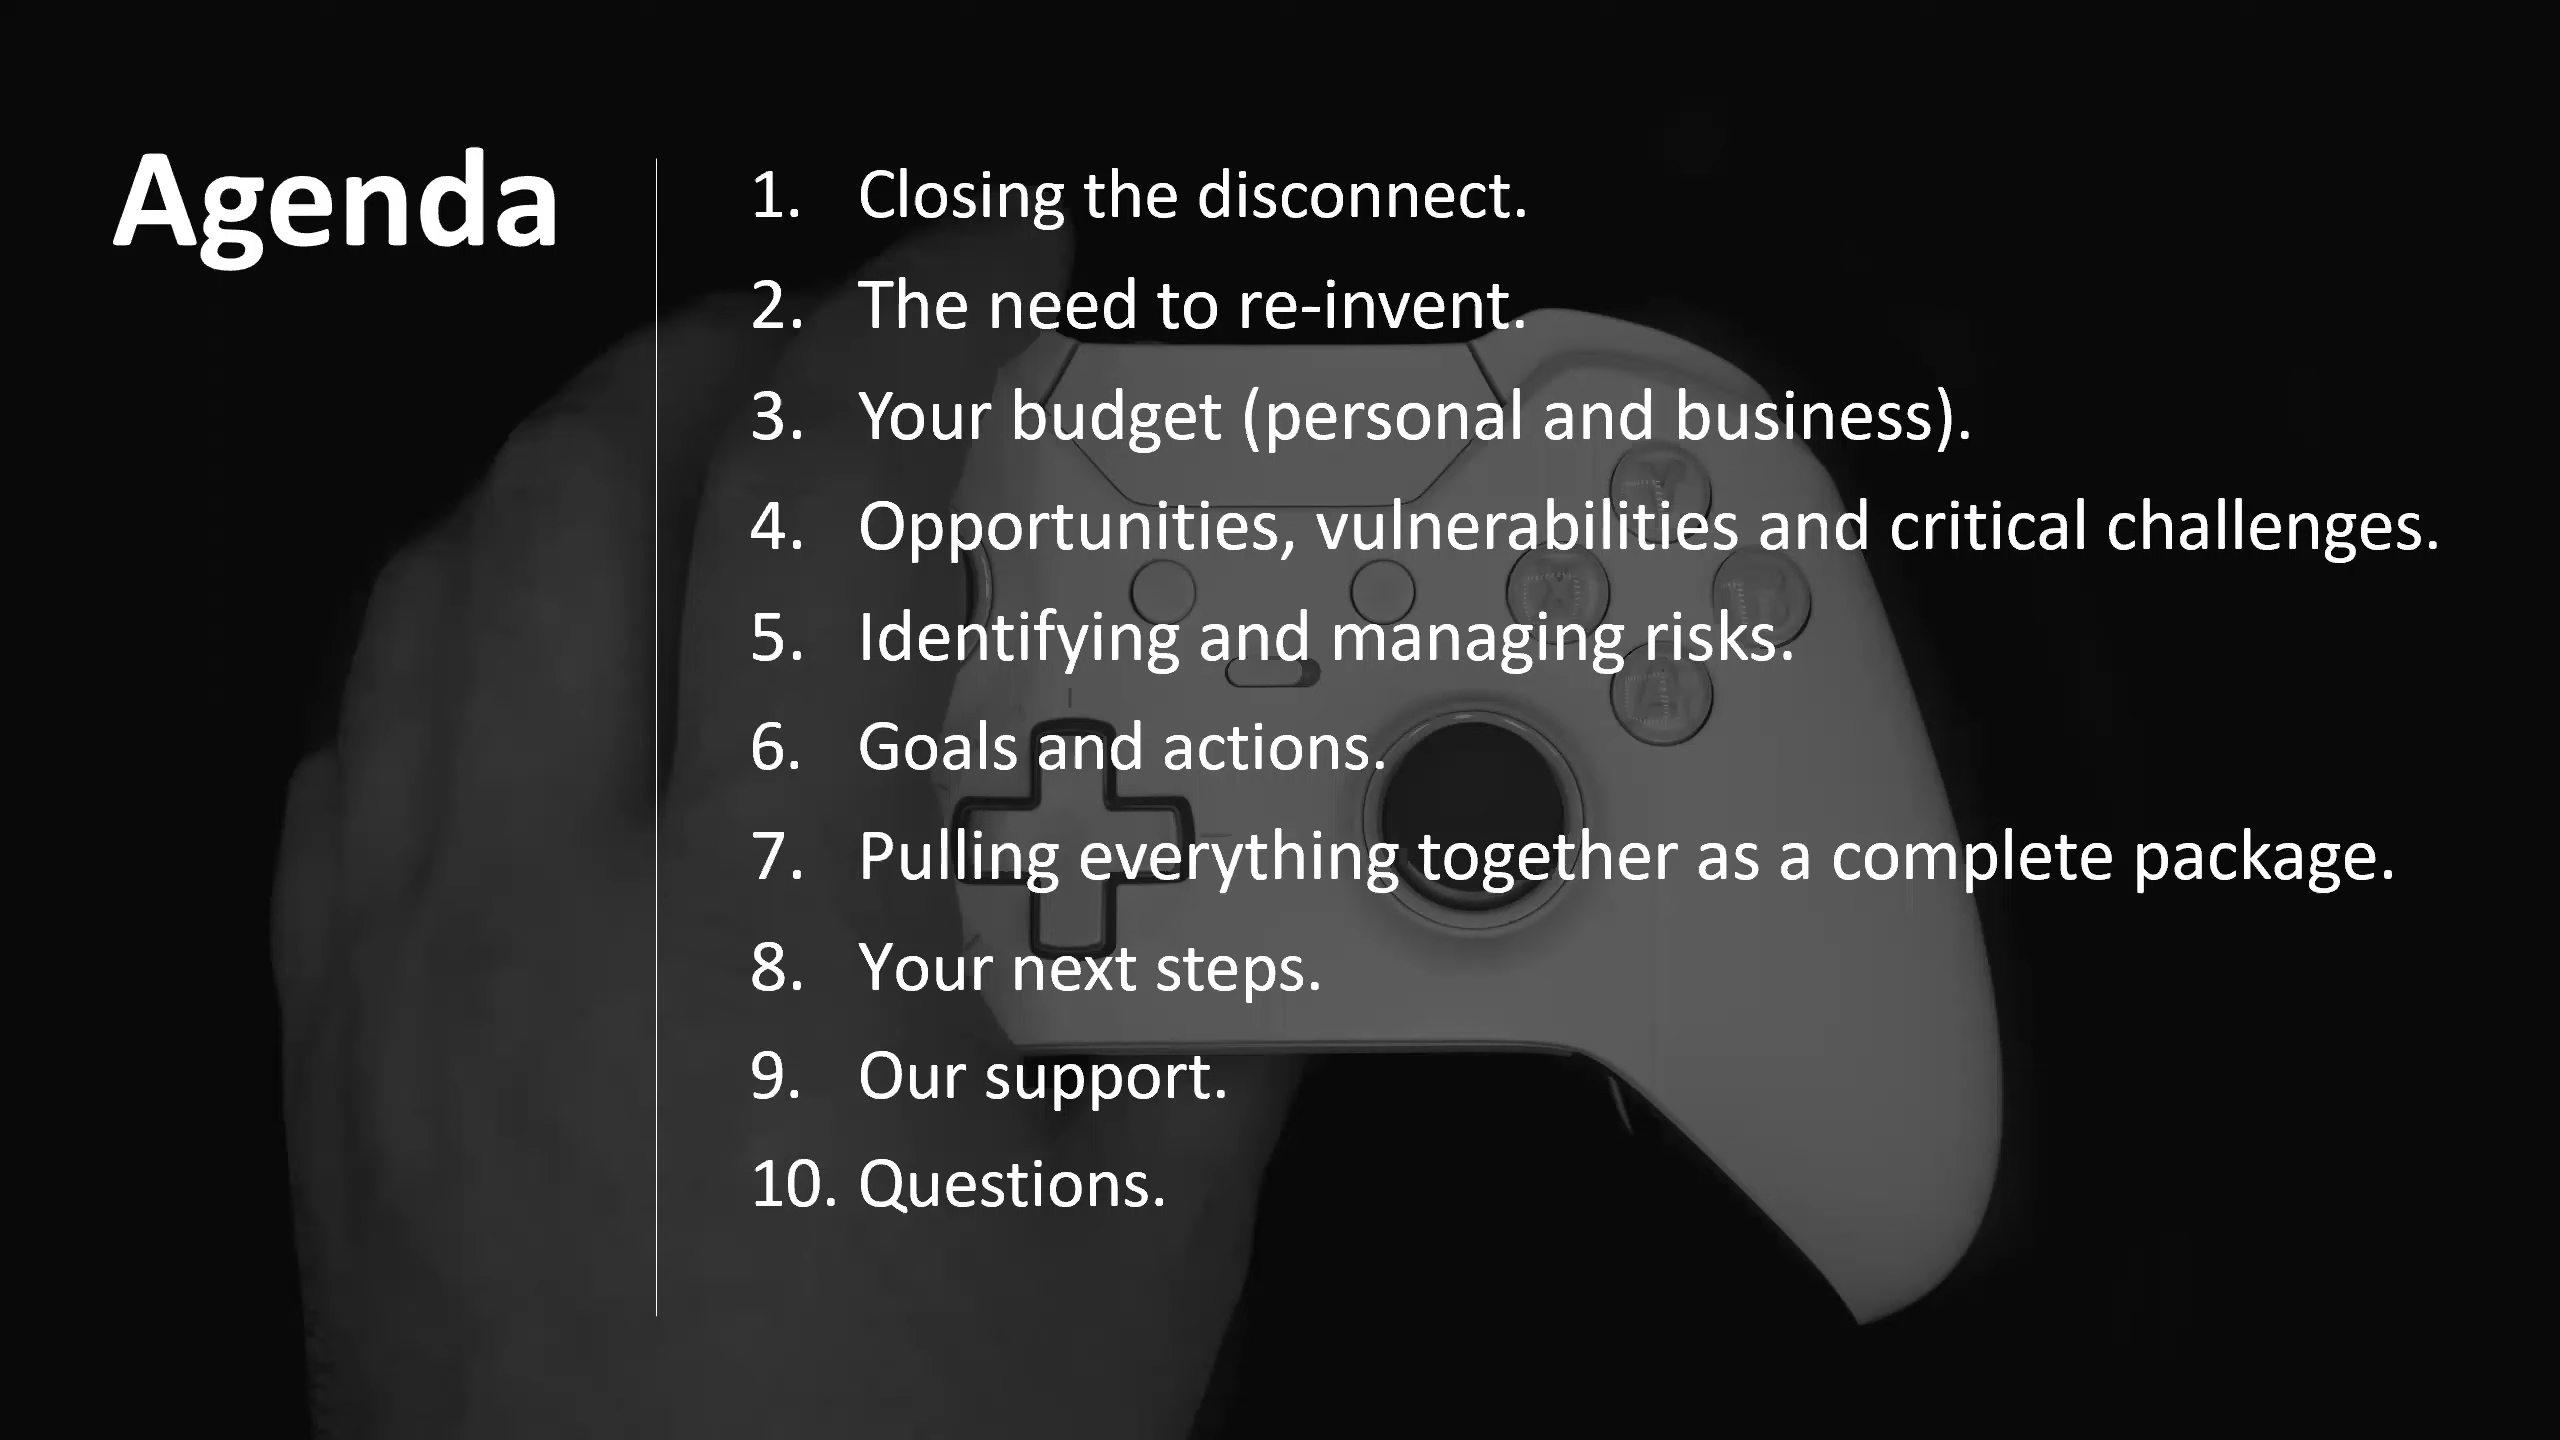 Agenda
1. Closing the disconnect.
2. The need to re-invent.
3. Your budget (personal and business).
4. Opportunities, vulnerabilities and critical challenges.
5. Identifying and managing risks.
6. Goals and actions.
7. Pulling everything together as a complete package.
8. Your next steps.
9. Our support.
10. Questions.